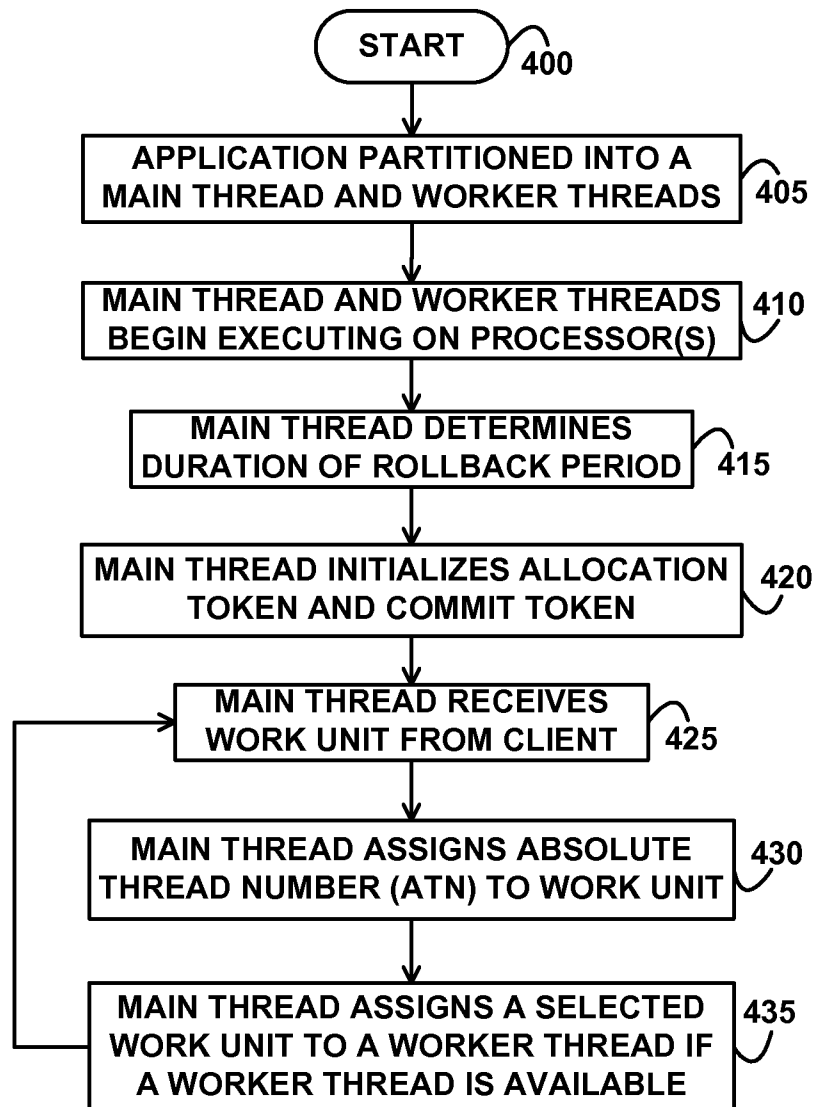 START
400
APPLICATION PARTITIONED INTO A
MAIN THREAD AND WORKER THREADS
405
MAIN THREAD AND WORKER THREADS
BEGIN EXECUTING ON PROCESSOR(S)
410
MAIN THREAD DETERMINES
DURATION OF ROLLBACK PERIOD
415
MAIN THREAD INITIALIZES ALLOCATION
TOKEN AND COMMIT TOKEN
420
MAIN THREAD RECEIVES
WORK UNIT FROM CLIENT
425
MAIN THREAD ASSIGNS ABSOLUTE
THREAD NUMBER (ATN) TO WORK UNIT
430
MAIN THREAD ASSIGNS A SELECTED
WORK UNIT TO A WORKER THREAD IF
A WORKER THREAD IS AVAILABLE
435